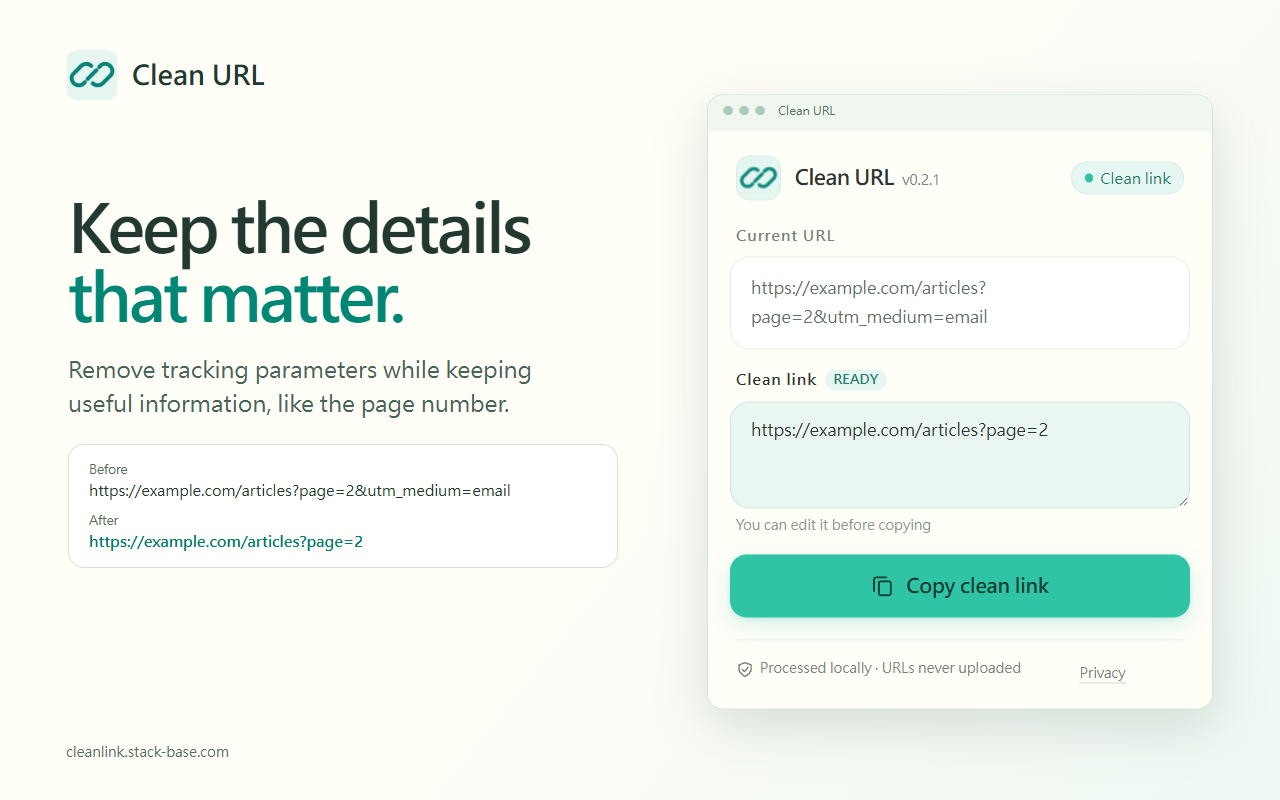 Clean URL
Keep the details
that matter.
Remove tracking parameters while keeping
useful information, like the page number.
Before
https://example.com/articles?page=2&utm_medium=email
After
https://example.com/articles?page=2
cleanlink.stack-base.com
Clean URL
Clean URL v0.2.1
Clean link
Current URL
https://example.com/articles?
page=2&utm_medium=email
Clean link READY
https://example.com/articles?page=2
You can edit it before copying
Copy clean link
Processed locally · URLs never uploaded
Privacy